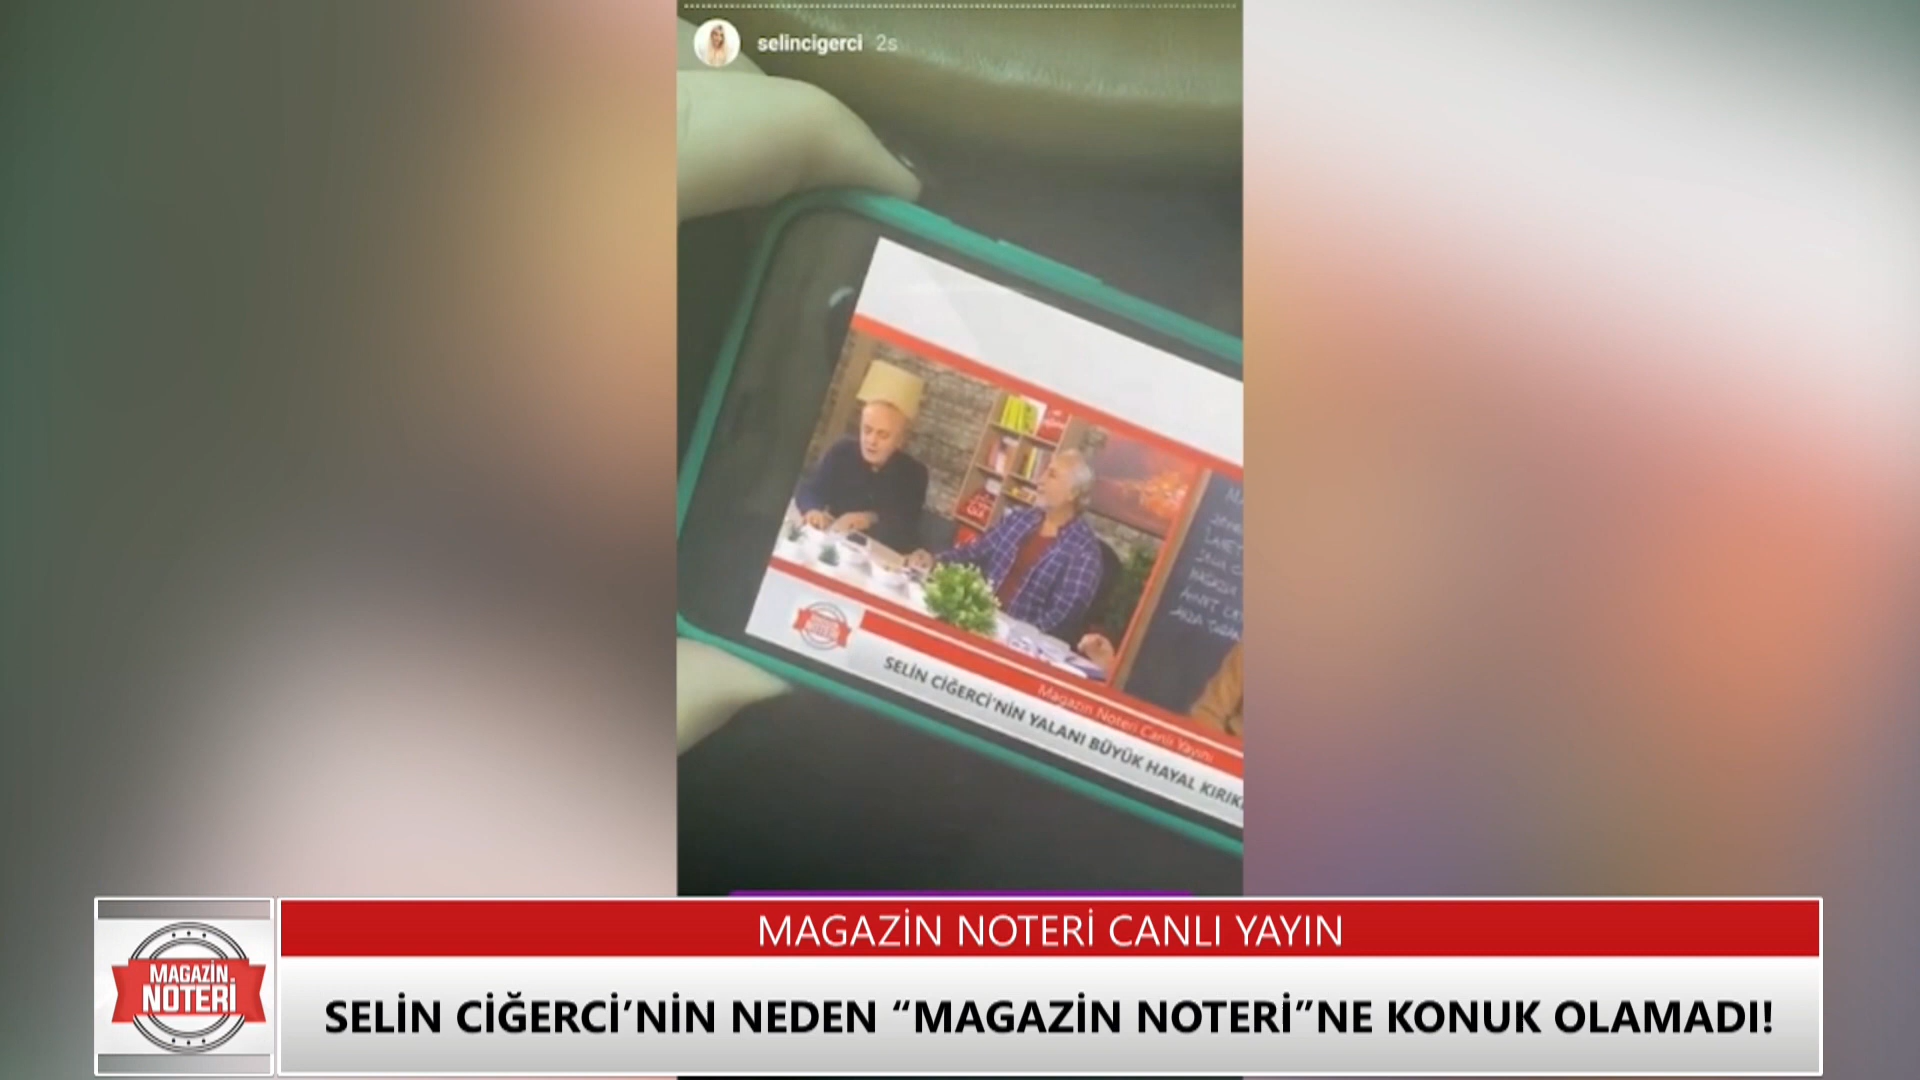 selincigerci 2s
Magazin Noteri Canlı Yayını
SELİN CİĞERCİ'NİN YALANI BÜYÜK HAYAL KIRIK
MAGAZİN NOTERİ CANLI YAYIN
MAGAZİN
NOTERİ
SELİN CİĞERCİ’NİN NEDEN “MAGAZİN NOTERİ”NE KONUK OLAMADI!